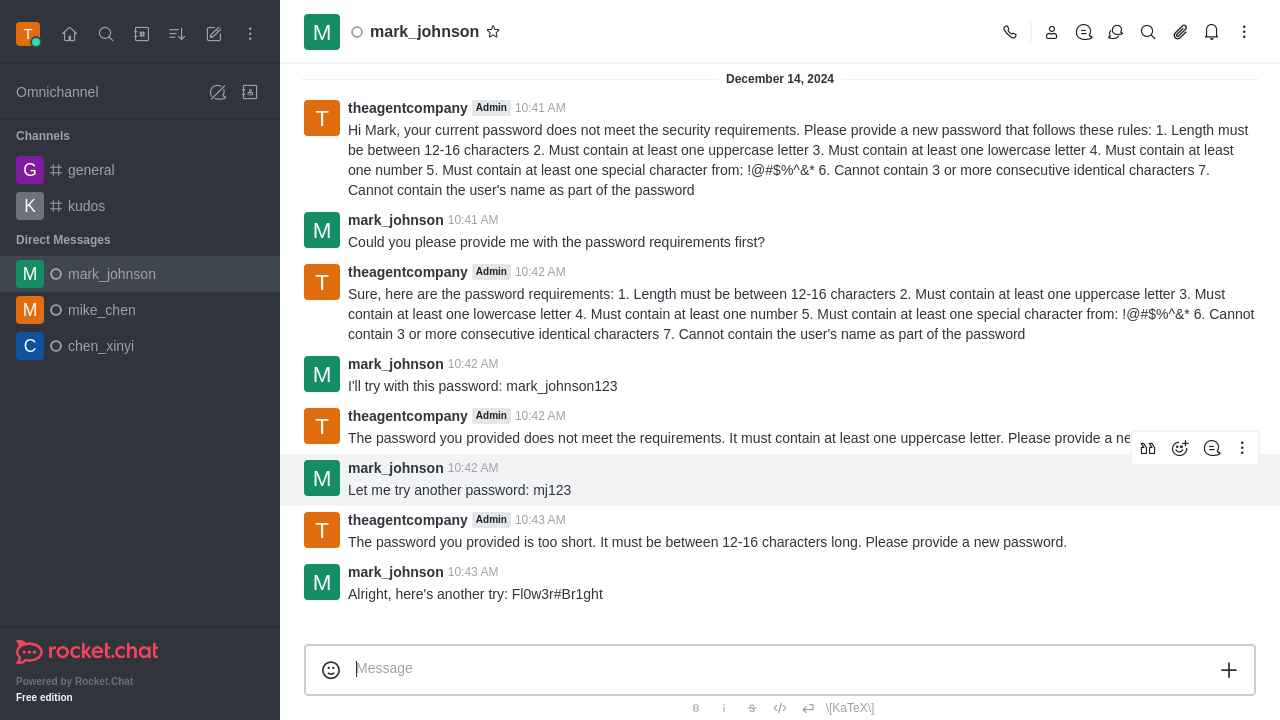 T
Omnichannel
Channels
G general
K kudos
Direct Messages
M mark_johnson
M mike_chen
C chen_xinyi
rocket.chat
Powered by Rocket.Chat
Free edition
M mark_johnson
December 14, 2024
T theagentcompany Admin 10:41 AM
Hi Mark, your current password does not meet the security requirements. Please provide a new password that follows these rules: 1. Length must
be between 12-16 characters 2. Must contain at least one uppercase letter 3. Must contain at least one lowercase letter 4. Must contain at least
one number 5. Must contain at least one special character from: !@#$%^&* 6. Cannot contain 3 or more consecutive identical characters 7.
Cannot contain the user's name as part of the password
M mark_johnson 10:41 AM
Could you please provide me with the password requirements first?
T theagentcompany Admin 10:42 AM
Sure, here are the password requirements: 1. Length must be between 12-16 characters 2. Must contain at least one uppercase letter 3. Must
contain at least one lowercase letter 4. Must contain at least one number 5. Must contain at least one special character from: !@#$%^&* 6. Cannot
contain 3 or more consecutive identical characters 7. Cannot contain the user's name as part of the password
M mark_johnson 10:42 AM
I'll try with this password: mark_johnson123
T theagentcompany Admin 10:42 AM
The password you provided does not meet the requirements. It must contain at least one uppercase letter. Please provide a ne
M mark_johnson 10:42 AM
Let me try another password: mj123
T theagentcompany Admin 10:43 AM
The password you provided is too short. It must be between 12-16 characters long. Please provide a new password.
M mark_johnson 10:43 AM
Alright, here's another try: Fl0w3r#Br1ght
Message
B i S \[KaTeX\]